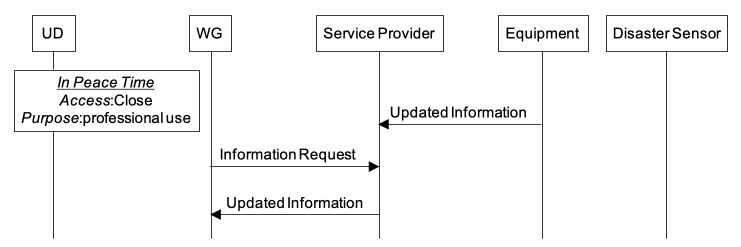 UD
WG
Service Provider
Equipment
Disaster Sensor
In Peace Time
Access:Close
Purpose:professional use
Updated Information
Information Request
Updated Information